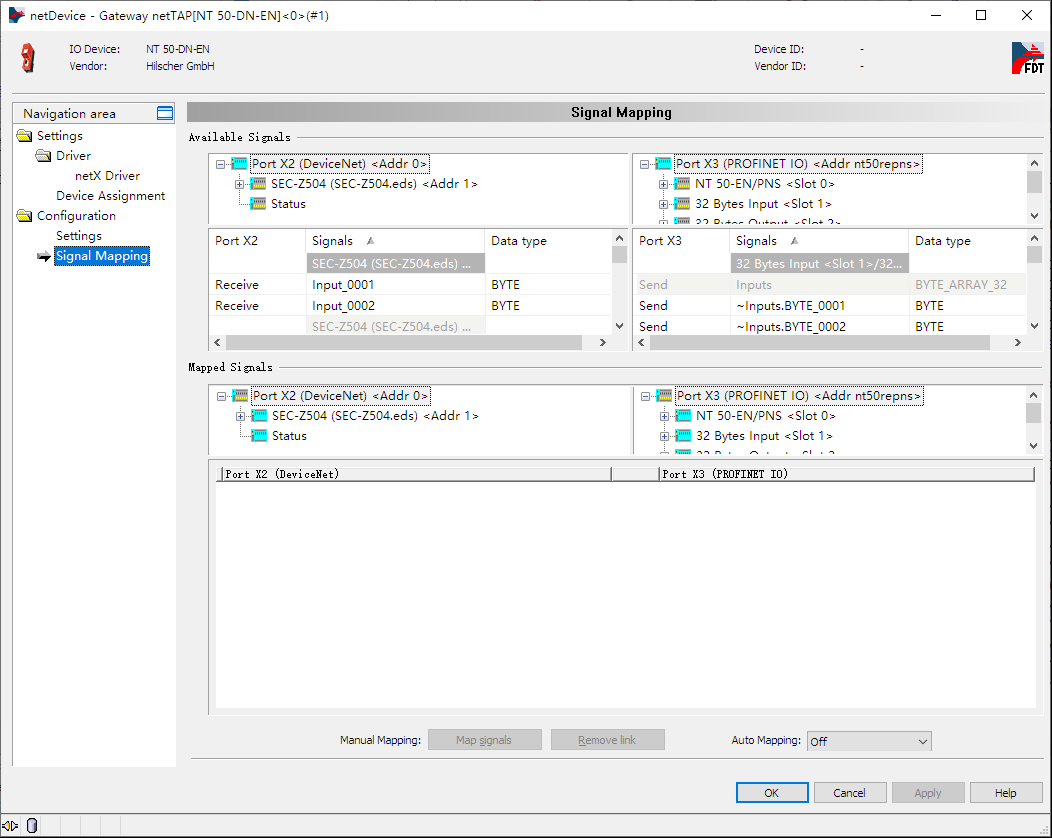 netDevice - Gateway netTAP[NT 50-DN-EN]<0>(#1)
IO Device: NT 50-DN-EN Device ID: -
Vendor: Hilscher GmbH Vendor ID: -
FDT
Navigation area
Settings
Driver
netX Driver
Device Assignment
Configuration
Settings
Signal Mapping
Signal Mapping
Available Signals
Port X2 (DeviceNet) <Addr 0>
SEC-Z504 (SEC-Z504.eds) <Addr 1>
Status
Port X3 (PROFINET IO) <Addr nt50repns>
NT 50-EN/PNS <Slot 0>
32 Bytes Input <Slot 1>
32 Bytes Output <Slot 2>
Port X2 Signals Data type
SEC-Z504 (SEC-Z504.eds) ...
Receive Input_0001 BYTE
Receive Input_0002 BYTE
SEC-Z504 (SEC-Z504.eds) ...
Port X3 Signals Data type
32 Bytes Input <Slot 1>/32...
Send Inputs BYTE_ARRAY_32
Send ~Inputs.BYTE_0001 BYTE
Send ~Inputs.BYTE_0002 BYTE
Mapped Signals
Port X2 (DeviceNet) <Addr 0>
SEC-Z504 (SEC-Z504.eds) <Addr 1>
Status
Port X3 (PROFINET IO) <Addr nt50repns>
NT 50-EN/PNS <Slot 0>
32 Bytes Input <Slot 1>
Port X2 (DeviceNet) Port X3 (PROFINET IO)
Manual Mapping: Map signals Remove link Auto Mapping: Off
OK Cancel Apply Help